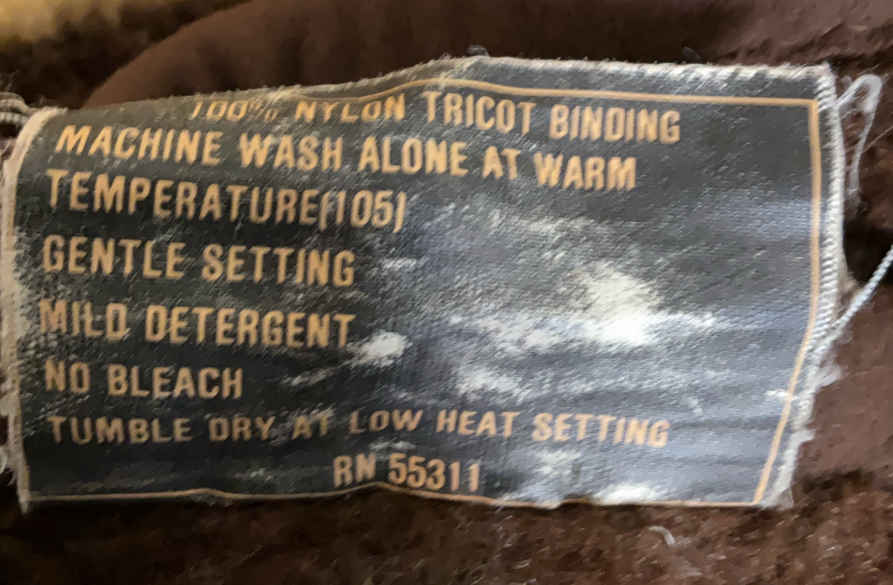 100% NYLON TRICOT BINDING
MACHINE WASH ALONE AT WARM
TEMPERATURE(105)
GENTLE SETTING
MILD DETERGENT
NO BLEACH
TUMBLE DRY AT LOW HEAT SETTING
RN 55311